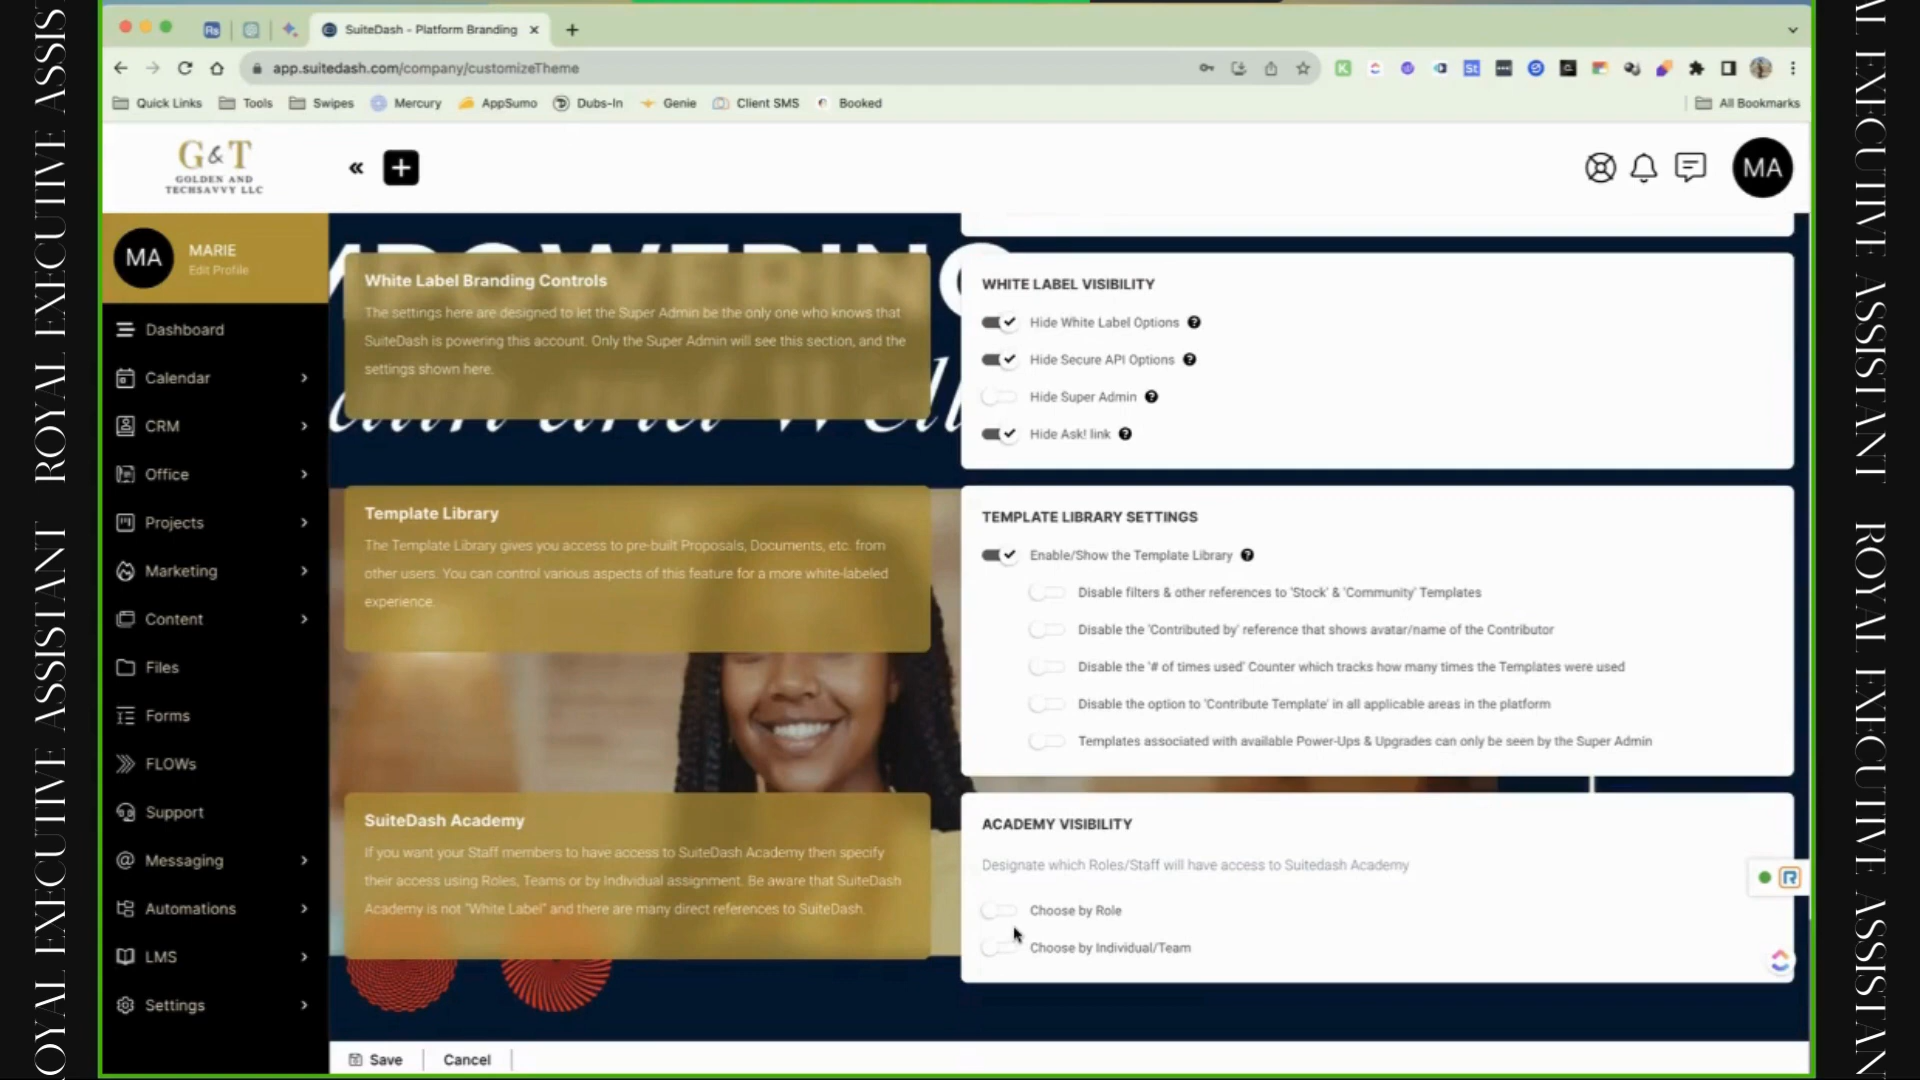 SuiteDash - Platform Branding
app.suitedash.com/company/customizeTheme
Quick Links
Tools
Swipes
Mercury
AppSumo
Dubs-In
Genie
Client SMS
Booked
All Bookmarks
G&T
GOLDEN AND
TECHSAVVY LLC
MA
MA
MARIE
Edit Profile
Dashboard
Calendar
CRM
Office
Projects
Marketing
Content
Files
Forms
FLOWs
Support
Messaging
Automations
LMS
Settings
White Label Branding Controls
The settings here are designed to let the Super Admin be the only one who knows that
SuiteDash is powering this account. Only the Super Admin will see this section, and the
settings shown here.
WHITE LABEL VISIBILITY
Hide White Label Options
Hide Secure API Options
Hide Super Admin
Hide Ask! link
Template Library
The Template Library gives you access to pre-built Proposals, Documents, etc. from
other users. You can control various aspects of this feature for a more white-labeled
experience.
TEMPLATE LIBRARY SETTINGS
Enable/Show the Template Library
Disable filters & other references to 'Stock' & 'Community' Templates
Disable the 'Contributed by' reference that shows avatar/name of the Contributor
Disable the '# of times used' Counter which tracks how many times the Templates were used
Disable the option to 'Contribute Template' in all applicable areas in the platform
Templates associated with available Power-Ups & Upgrades can only be seen by the Super Admin
SuiteDash Academy
If you want your Staff members to have access to SuiteDash Academy then specify
their access using Roles, Teams or by Individual assignment. Be aware that SuiteDash
Academy is not "White Label" and there are many direct references to SuiteDash.
ACADEMY VISIBILITY
Designate which Roles/Staff will have access to Suitedash Academy
Choose by Role
Choose by Individual/Team
Save
Cancel
ROYAL EXECUTIVE ASSISTANT
ROYAL EXECUTIVE ASSISTANT